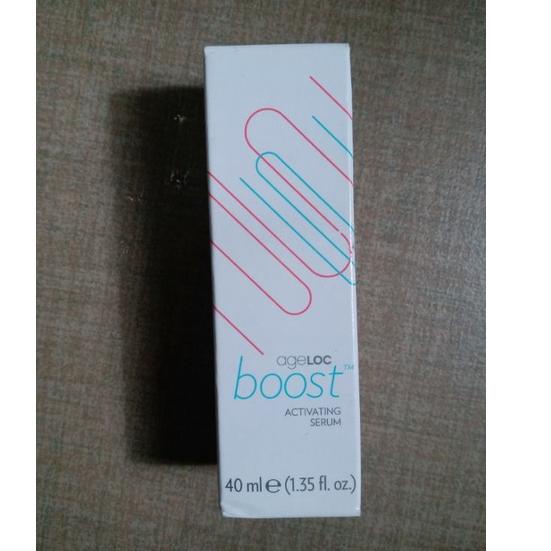 ageLOC
boost™
ACTIVATING
SERUM
40 ml ℮ (1.35 fl. oz.)